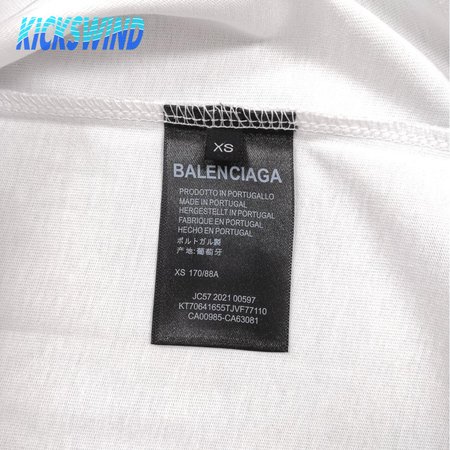 KICKSWIND
XS
BALENCIAGA
PRODOTTO IN PORTUGALLO
MADE IN PORTUGAL
HERGESTELLT IN PORTUGAL
FABRIQUE EN PORTUGAL
HECHO EN PORTUGAL
ポルトガル製
产地:葡萄牙
XS 170/88A
JC57 2021 00597
KT70641655TJVF77110
CA00985-CA63081